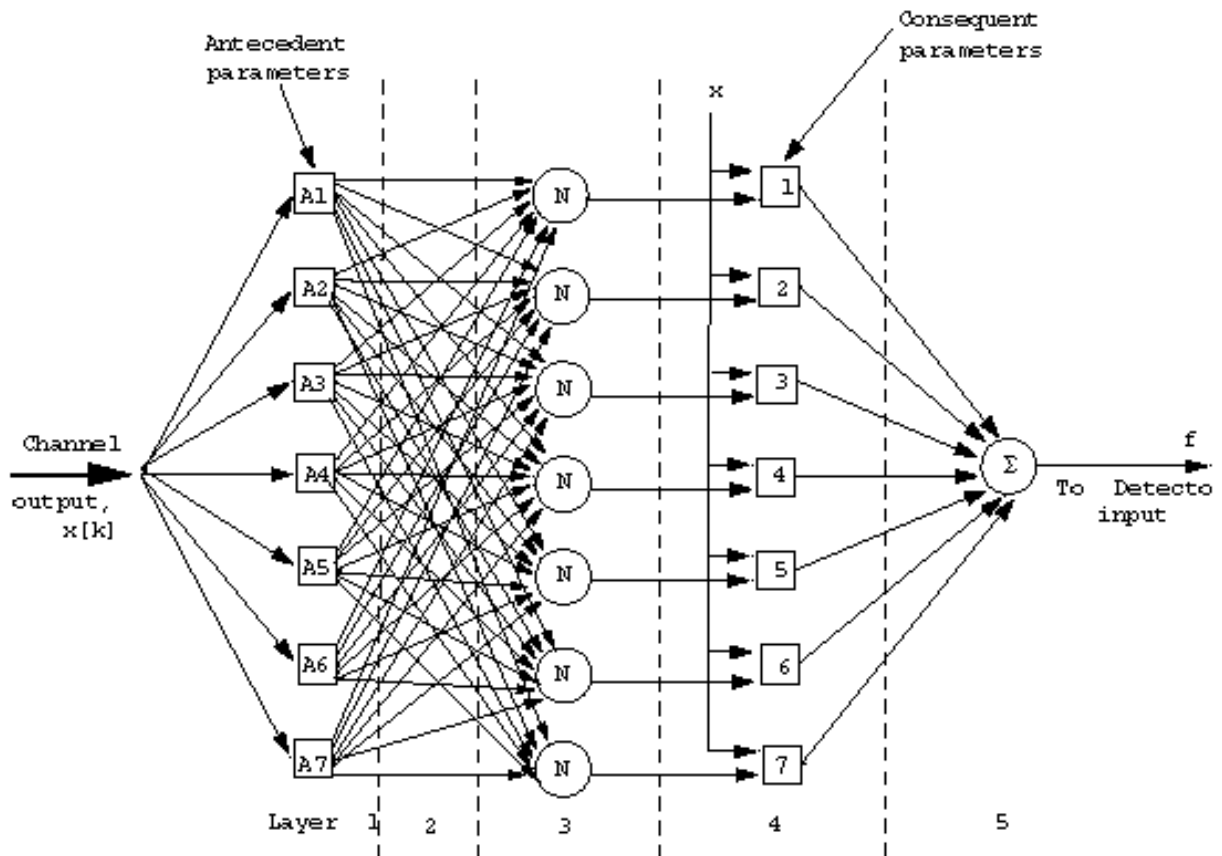 Antecedent
parameters
Consequent
parameters
x
A1
N
1
A2
N
2
A3
N
3
Channel
output,
x[k]
A4
N
4
Σ
f
To Detecto
input
A5
N
5
A6
N
6
A7
N
7
Layer 1
2
3
4
5